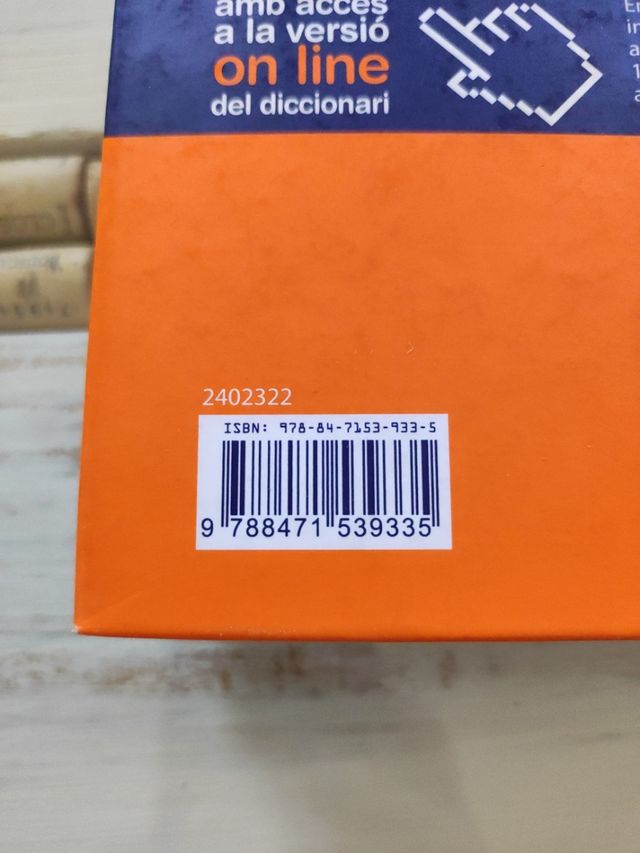 amb accés
a la versió
on line
del diccionari
2402322
ISBN: 978-84-7153-933-5
9 788471 539335